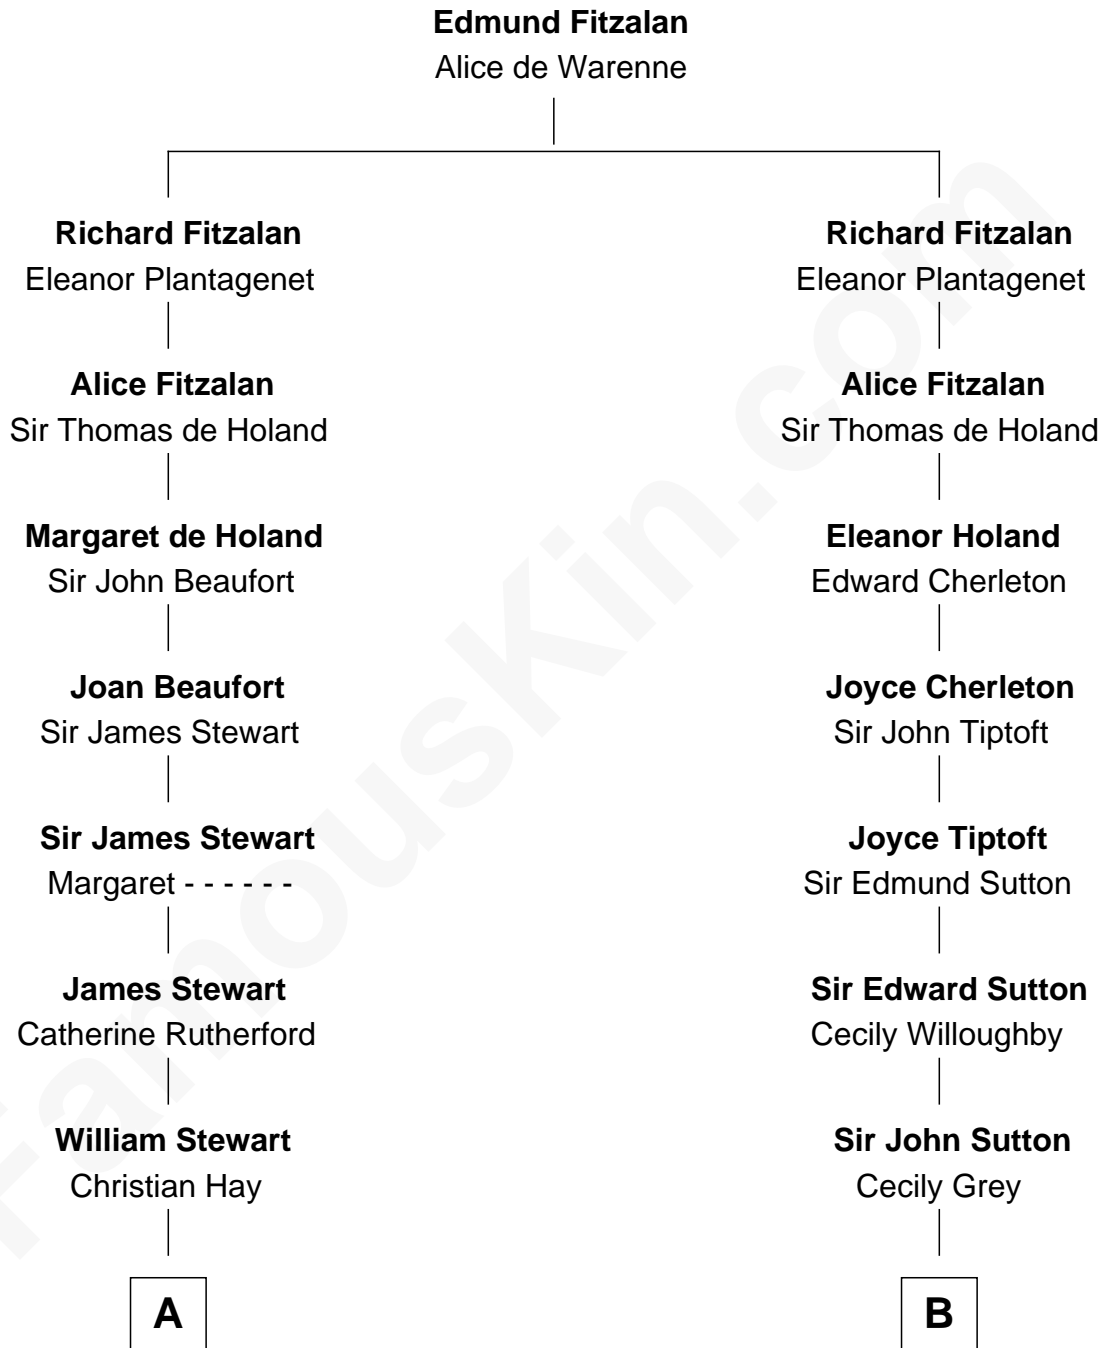 Edmund Fitzalan
Alice de Warenne
Richard Fitzalan
Eleanor Plantagenet
Richard Fitzalan
Eleanor Plantagenet
Alice Fitzalan
Sir Thomas de Holand
Alice Fitzalan
Sir Thomas de Holand
Margaret de Holand
Sir John Beaufort
Eleanor Holand
Edward Cherleton
Joan Beaufort
Sir James Stewart
Joyce Cherleton
Sir John Tiptoft
Sir James Stewart
Margaret - - - - - -
Joyce Tiptoft
Sir Edmund Sutton
James Stewart
Catherine Rutherford
Sir Edward Sutton
Cecily Willoughby
William Stewart
Christian Hay
Sir John Sutton
Cecily Grey
A
B
FamousKin.com